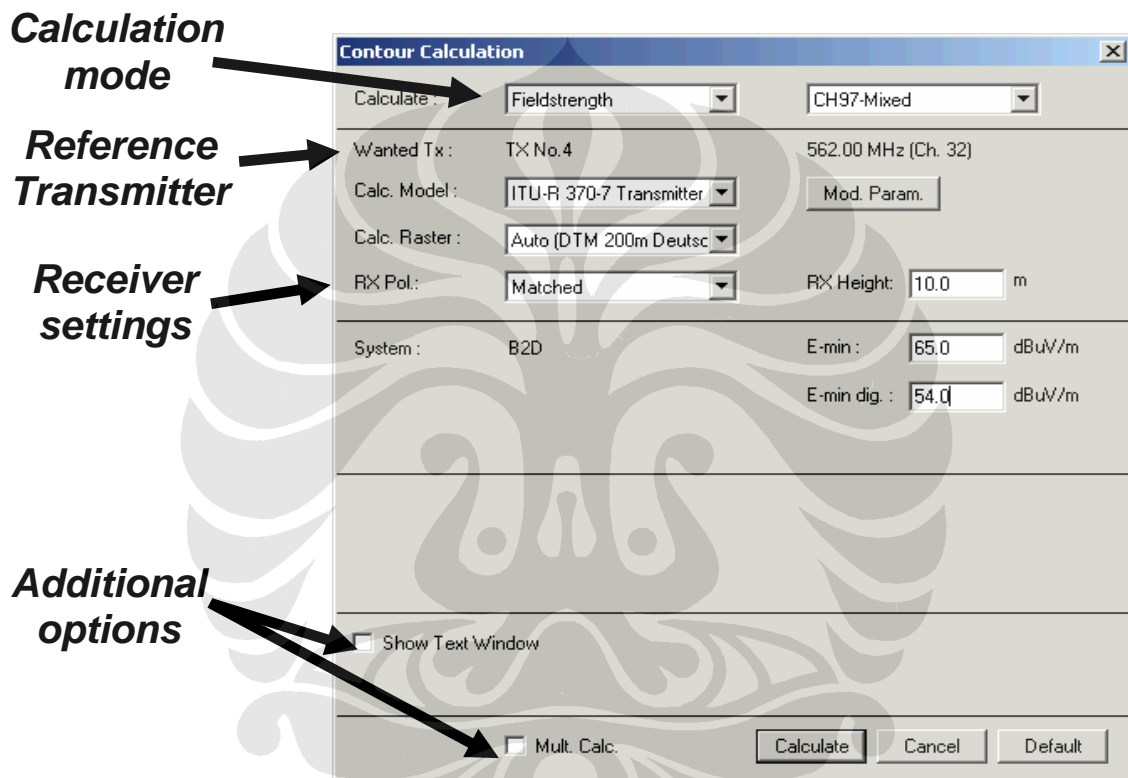 Calculation
mode
Contour Calculation
Calculate :
Fieldstrength
CH97-Mixed
Reference
Transmitter
Wanted Tx :
TX No.4
562.00 MHz (Ch. 32)
Calc. Model :
ITU-R 370-7 Transmitter
Mod. Param.
Calc. Raster :
Auto (DTM 200m Deutsc
Receiver
settings
RX Pol.:
Matched
RX Height:
10.0
m
System :
B2D
E-min :
65.0
dBuV/m
E-min dig. :
54.0
dBuV/m
Additional
options
Show Text Window
Mult. Calc.
Calculate
Cancel
Default